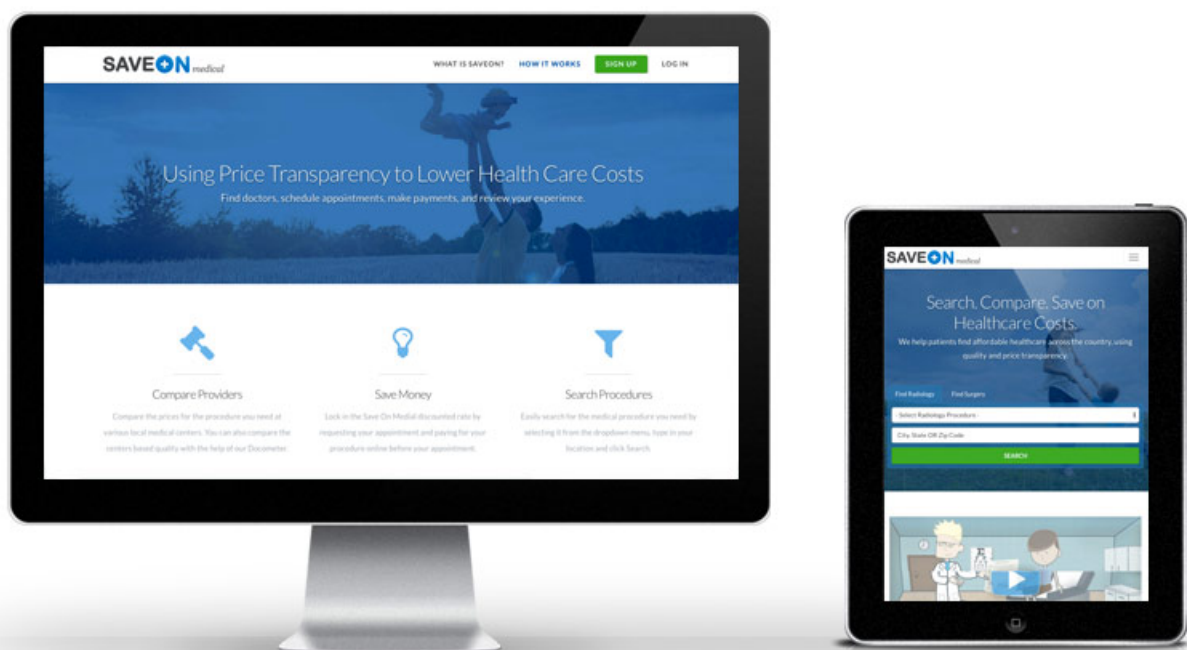 SAVEON medical
WHAT IS SAVEON? HOW IT WORKS SIGN UP LOG IN
Using Price Transparency to Lower Health Care Costs
Find doctors, schedule appointments, make payments, and review your experience.
Compare Providers
Compare the prices for the procedure you need at
various local medical centers. You can also compare the
centers based quality with the help of our Docometer.
Save Money
Lock in the Save On Medial discounted rate by
requesting your appointment and paying for your
procedure online before your appointment.
Search Procedures
Easily search for the medical procedure you need by
selecting it from the dropdown menu, type in your
location and click Search.
SAVEON medical
Search. Compare. Save on
Healthcare Costs.
We help patients find affordable healthcare across the country, using
quality and price transparency.
Find Radiology Find Surgery
- Select Radiology Procedure -
City, State OR Zip Code
SEARCH